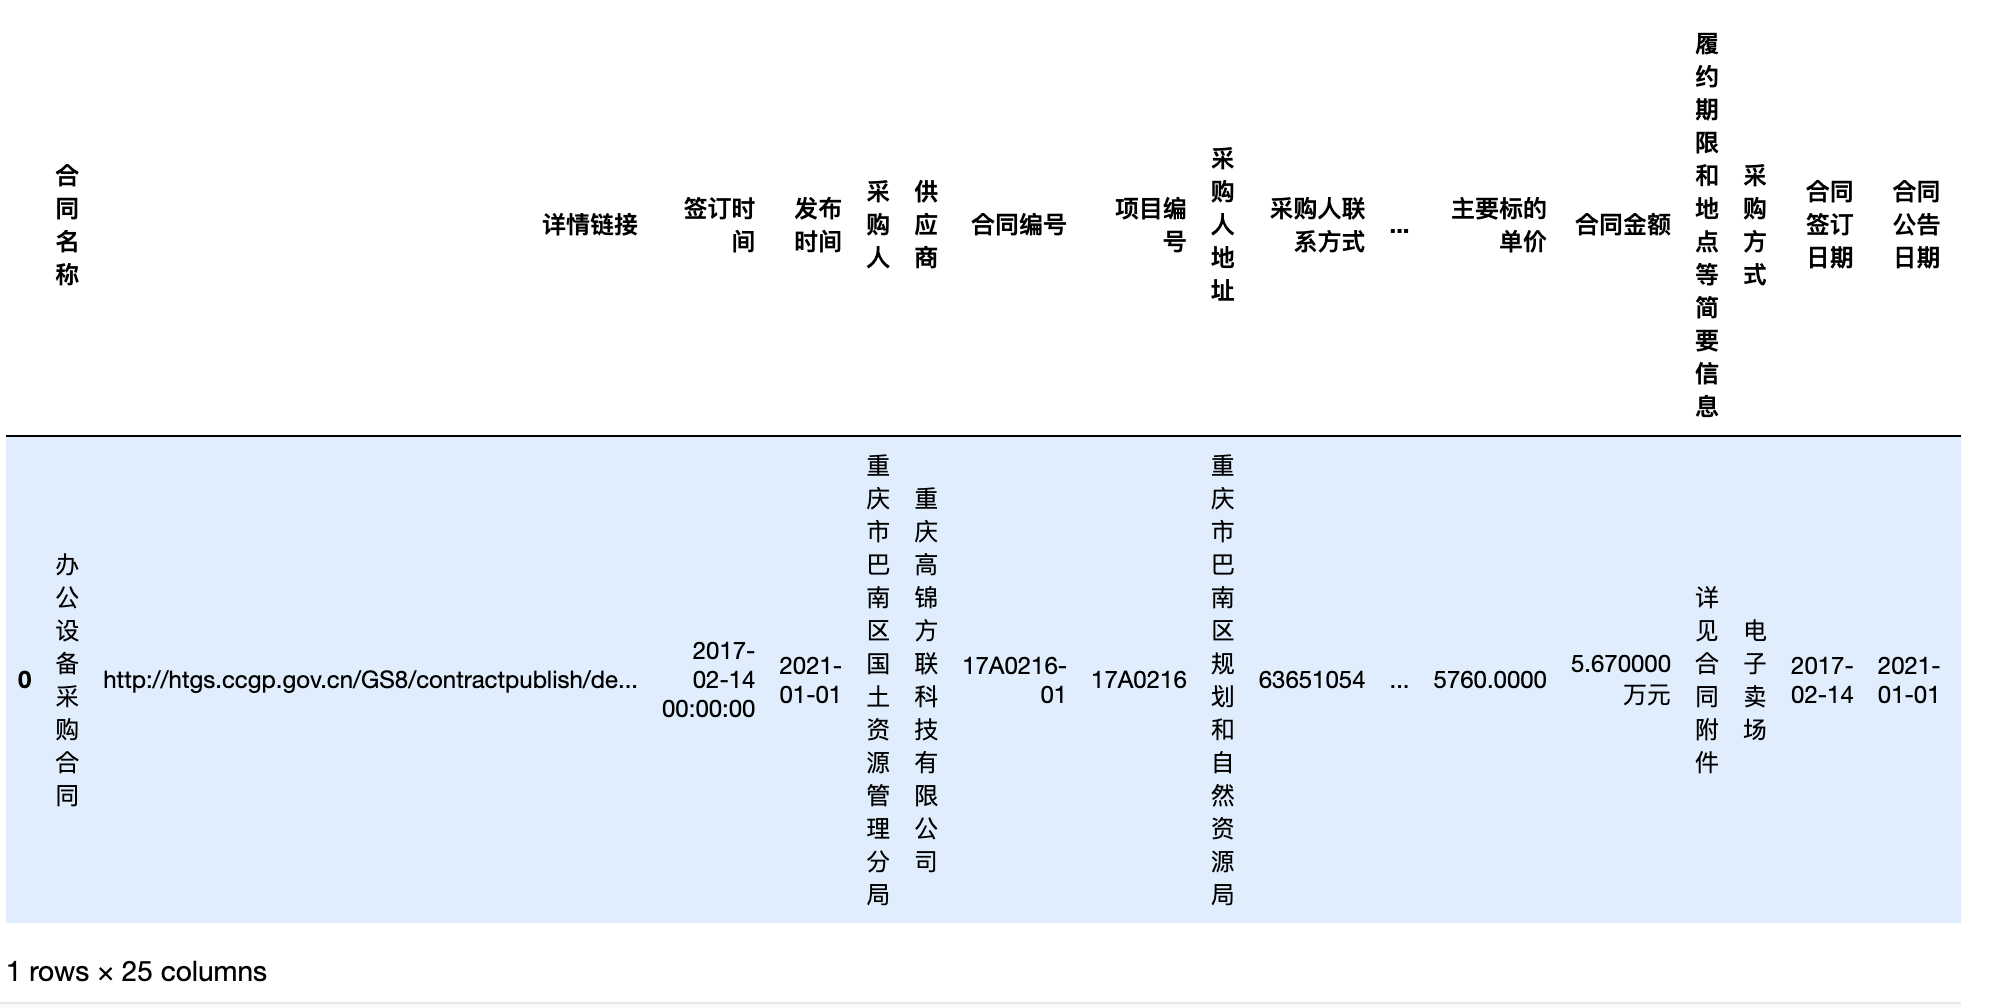 合同名称 详情链接 签订时间 发布时间 采购人 供应商 合同编号 项目编号 采购人地址 采购人联系方式 ... 主要标的单价 合同金额 履约期限和地点等简要信息 采购方式 合同签订日期 合同公告日期
0 办公设备采购合同 http://htgs.ccgp.gov.cn/GS8/contractpublish/de... 2017-02-14 00:00:00 2021-01-01 重庆市巴南区国土资源管理分局 重庆高锦方联科技有限公司 17A0216-01 17A0216 重庆市巴南区规划和自然资源局 63651054 ... 5760.0000 5.670000万元 详见合同附件 电子卖场 2017-02-14 2021-01-01
1 rows × 25 columns